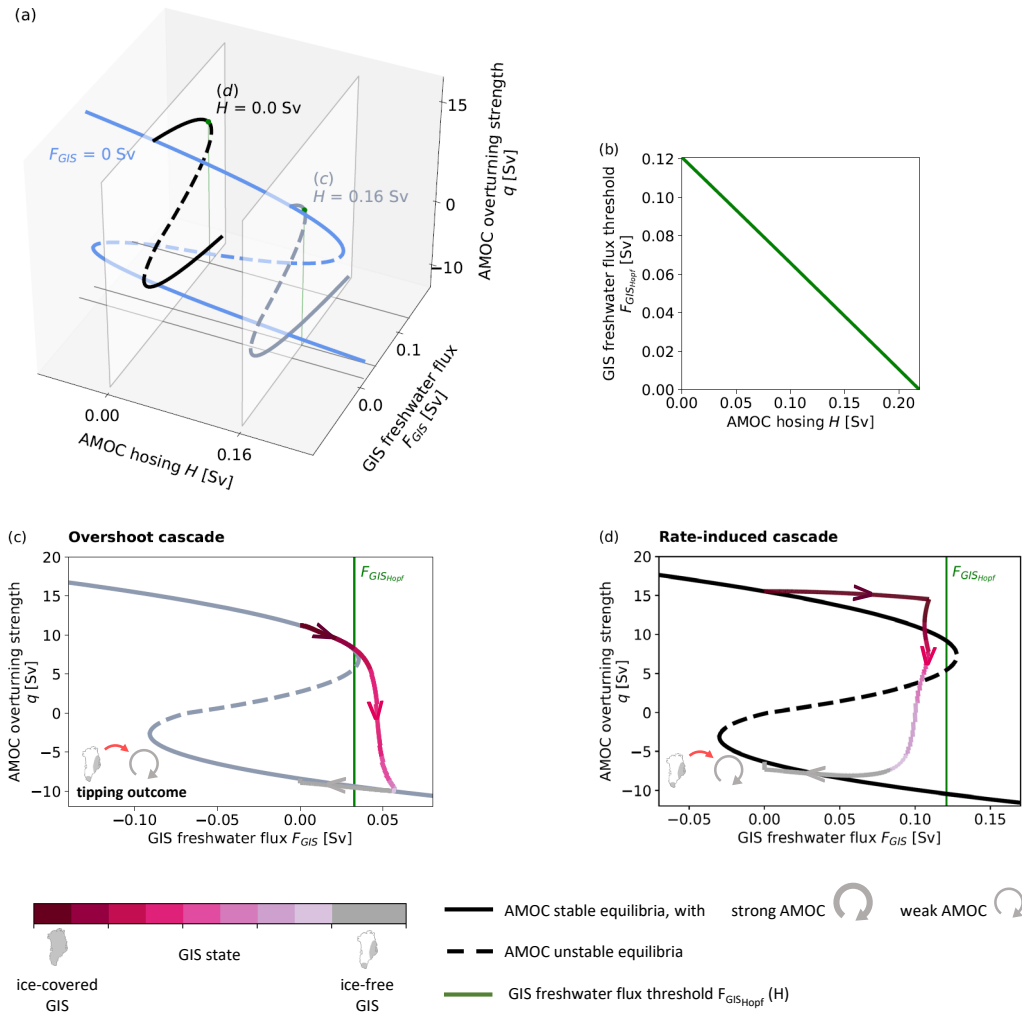 (a)
(d)
H = 0.0 Sv
F_GIS = 0 Sv
(c)
H = 0.16 Sv
15
0
−10
AMOC overturning strength
q [Sv]
0.1
0.0
GIS freshwater flux
F_GIS [Sv]
0.00
0.16
AMOC hosing H [Sv]
(b)
0.12
0.10
0.08
0.06
0.04
0.02
0.00
GIS freshwater flux threshold
F_GIS_Hopf [Sv]
0.00 0.05 0.10 0.15 0.20
AMOC hosing H [Sv]
(c) Overshoot cascade
20
15
10
5
0
−5
−10
AMOC overturning strength
q [Sv]
F_GIS_Hopf
tipping outcome
−0.10 −0.05 0.00 0.05
GIS freshwater flux F_GIS [Sv]
(d) Rate-induced cascade
20
15
10
5
0
−5
−10
AMOC overturning strength
q [Sv]
F_GIS_Hopf
−0.05 0.00 0.05 0.10 0.15
GIS freshwater flux F_GIS [Sv]
GIS state
ice-covered
GIS
ice-free
GIS
AMOC stable equilibria, with strong AMOC weak AMOC
AMOC unstable equilibria
GIS freshwater flux threshold F_GIS_Hopf (H)